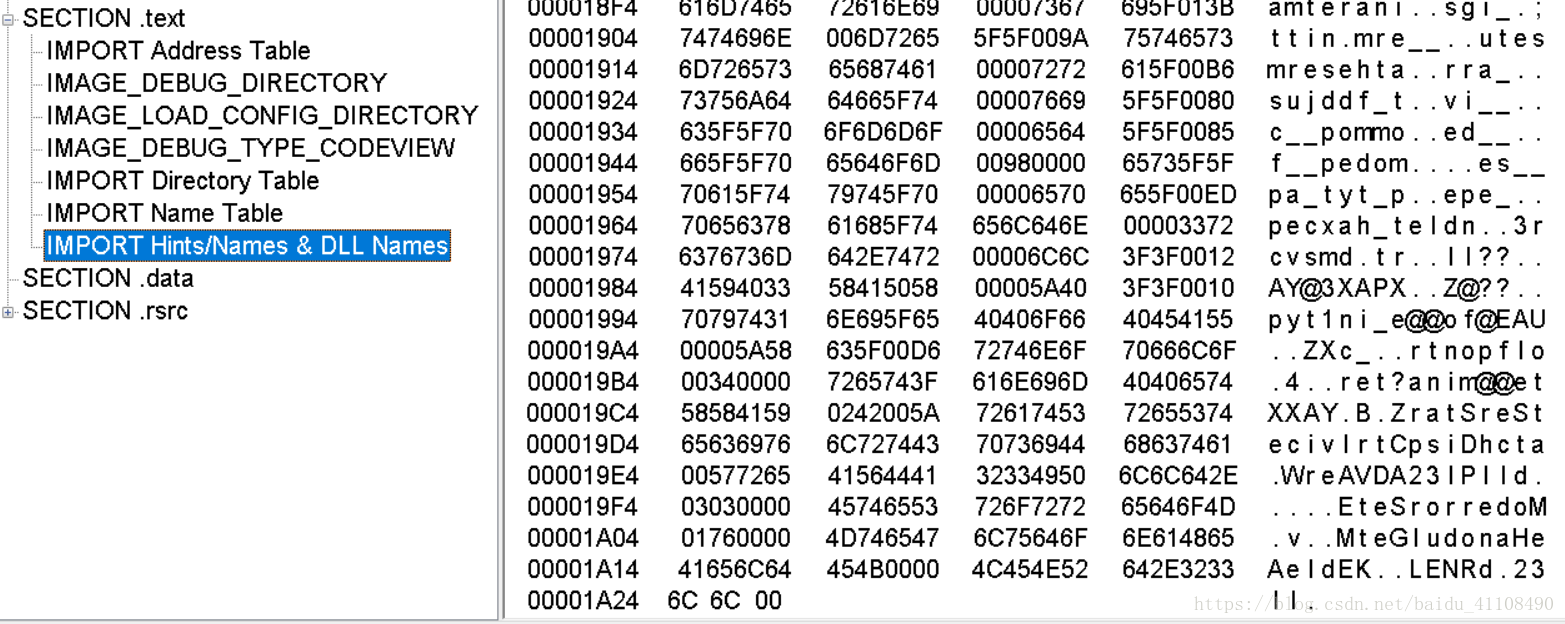 SECTION .text
IMPORT Address Table
IMAGE_DEBUG_DIRECTORY
IMAGE_LOAD_CONFIG_DIRECTORY
IMAGE_DEBUG_TYPE_CODEVIEW
IMPORT Directory Table
IMPORT Name Table
IMPORT Hints/Names & DLL Names
SECTION .data
SECTION .rsrc
000018F4 616D7465 72616E69 00007367 695F013B amterani..sgi_.;
00001904 7474696E 006D7265 5F5F009A 75746573 ttin.mre__..utes
00001914 6D726573 65687461 00007272 615F00B6 mresehta..rra_..
00001924 73756A64 64665F74 00007669 5F5F0080 sujddf_t..vi__..
00001934 635F5F70 6F6D6D6F 00006564 5F5F0085 c__pommo..ed__..
00001944 665F5F70 65646F6D 00980000 65735F5F f__pedom....es__
00001954 70615F74 79745F70 00006570 655F00ED pa_tyt_p..epe_..
00001964 70656378 61685F74 656C646E 00003372 pecxah_teldn..3r
00001974 6376736D 642E7472 00006C6C 3F3F0012 cvsmd.tr..ll??..
00001984 41594033 58415058 00005A40 3F3F0010 AY@3XAPX..Z@??..
00001994 70797431 6E695F65 40406F66 40454155 pyt1ni_e@@of@EAU
000019A4 00005A58 635F00D6 72746E6F 70666C6F ..ZXc_..rtnopflo
000019B4 00340000 7265743F 616E696D 40406574 .4..ret?anim@@et
000019C4 58584159 0242005A 72617453 72655374 XXAY.B.ZratSreSt
000019D4 65636976 6C727443 70736944 68637461 ecivlrtCpsiDhcta
000019E4 00577265 41564441 32334950 6C6C642E .WreAVDA23IPlld.
000019F4 03030000 45746553 726F7272 65646F4D ....EteSrorredoM
00001A04 01760000 4D746547 6C75646F 6E614865 .v..MteGludonaHe
00001A14 41656C64 454B0000 4C454E52 642E3233 AeldEK..LENRd.23
00001A24 6C 6C 00 ll.
https://blog.csdn.net/baidu_41108490